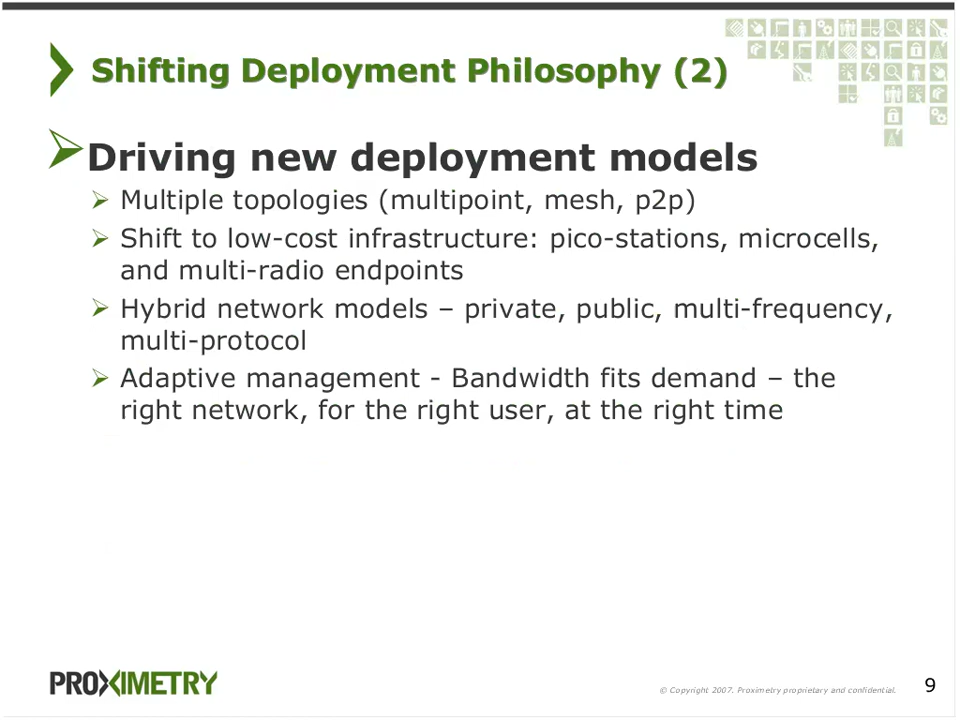 Shifting Deployment Philosophy (2)
Driving new deployment models
Multiple topologies (multipoint, mesh, p2p)
Shift to low-cost infrastructure: pico-stations, microcells,
and multi-radio endpoints
Hybrid network models – private, public, multi-frequency,
multi-protocol
Adaptive management - Bandwidth fits demand – the
right network, for the right user, at the right time
PROXIMETRY
© Copyright 2007. Proximetry proprietary and confidential.
9